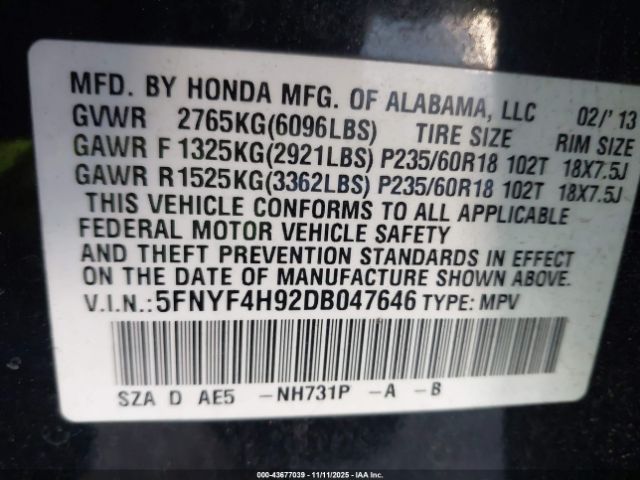 MFD. BY HONDA MFG. OF ALABAMA, LLC 02/'13
GVWR 2765KG(6096LBS) TIRE SIZE RIM SIZE
GAWR F 1325KG(2921LBS) P235/60R18 102T 18X7.5J
GAWR R 1525KG(3362LBS) P235/60R18 102T 18X7.5J
THIS VEHICLE CONFORMS TO ALL APPLICABLE
FEDERAL MOTOR VEHICLE SAFETY
AND THEFT PREVENTION STANDARDS IN EFFECT
ON THE DATE OF MANUFACTURE SHOWN ABOVE.
V.I.N.: 5FNYF4H92DB047646 TYPE: MPV
SZA D AE5 -NH731P -A -B
000-43677039 - 11/11/2025 - IAA Inc.